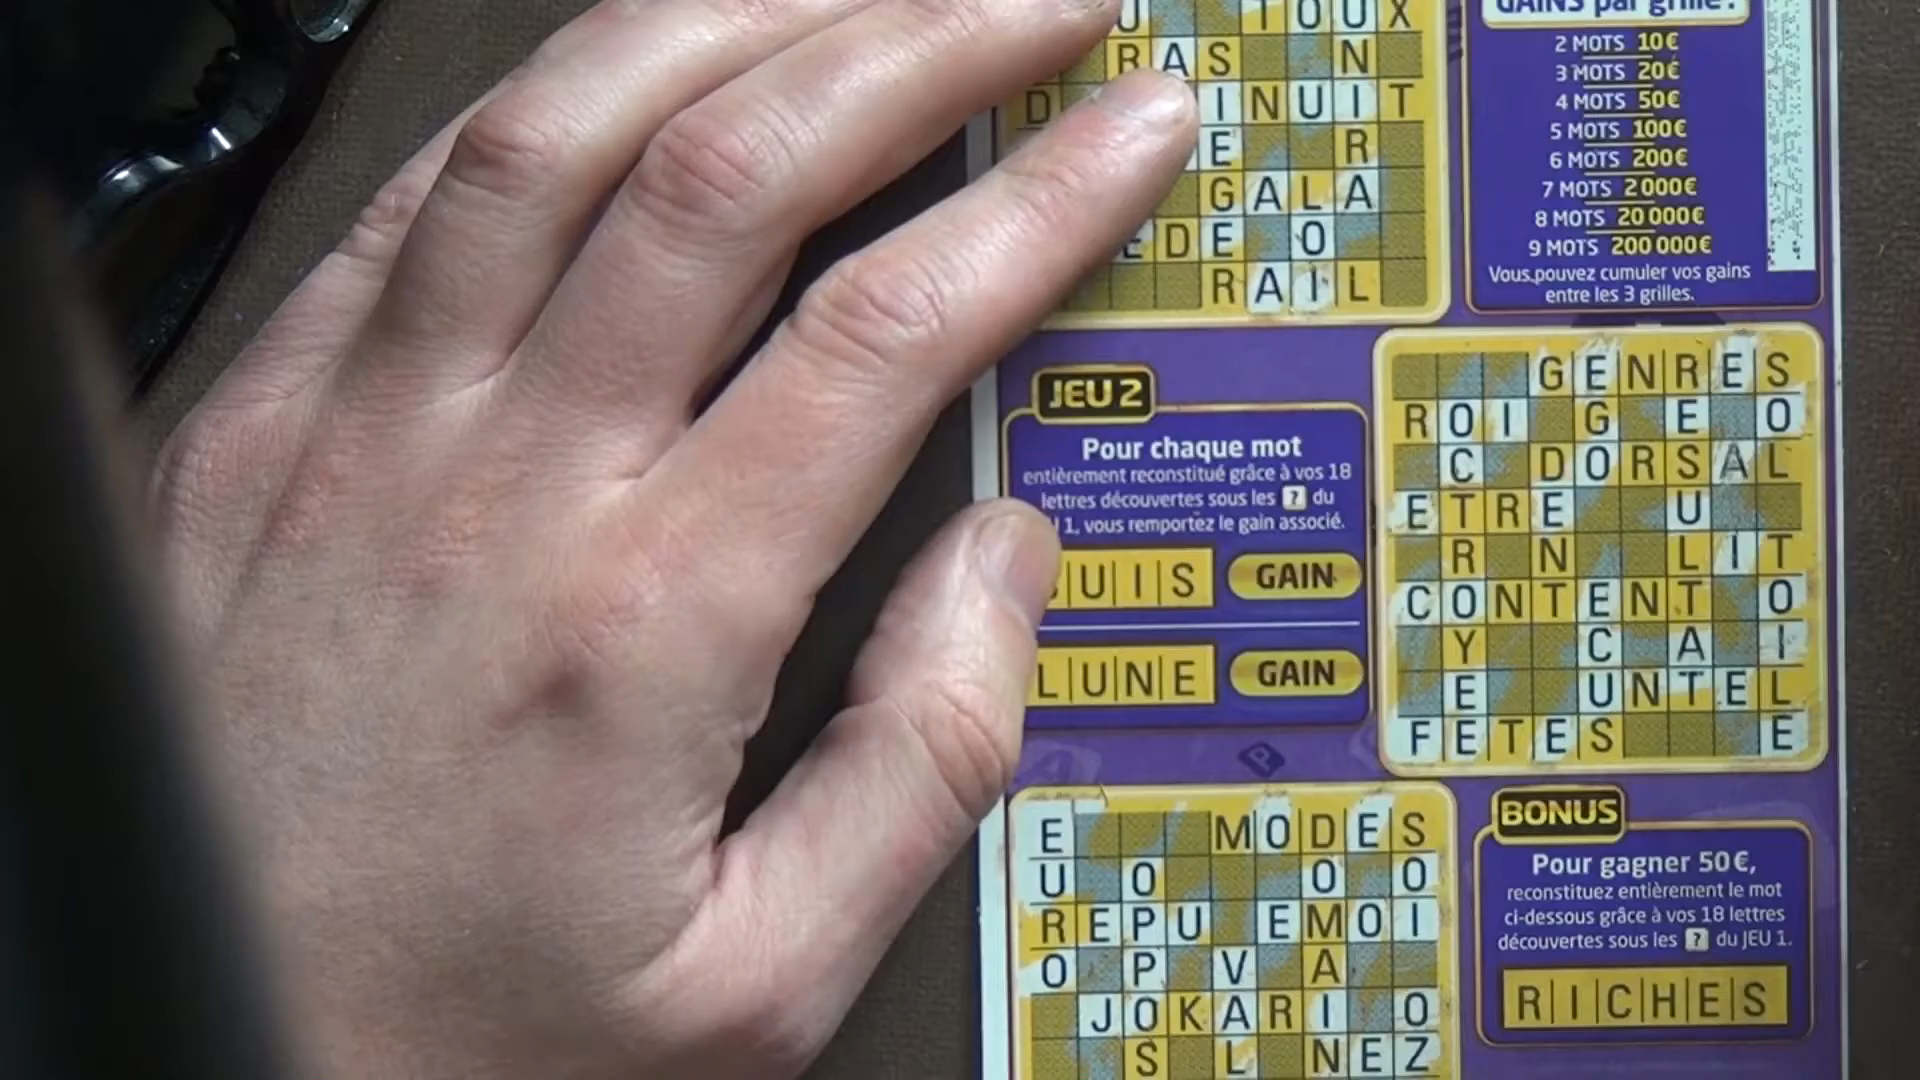 U TOUX
RAS N
D INUIT
E R
GALA
EDE O
RAIL
GAINS par grille :
2 MOTS 10€
3 MOTS 20€
4 MOTS 50€
5 MOTS 100€
6 MOTS 200€
7 MOTS 2 000€
8 MOTS 20 000€
9 MOTS 200 000€
Vous pouvez cumuler vos gains
entre les 3 grilles.
JEU 2
Pour chaque mot
entièrement reconstitué grâce à vos 18
lettres découvertes sous les ? du
1, vous remportez le gain associé.
UIS GAIN
LUNE GAIN
GENRES
ROI G E O
C DORSAL
ETRE U
R N LIT
CONTENT O
Y C A I
E UNTEL
FETES E
E MODES
U O O O
REPU EMOI
O P V A
JOKARI O
S L NEZ
BONUS
Pour gagner 50€,
reconstituez entièrement le mot
ci-dessous grâce à vos 18 lettres
découvertes sous les ? du JEU 1.
RICHES